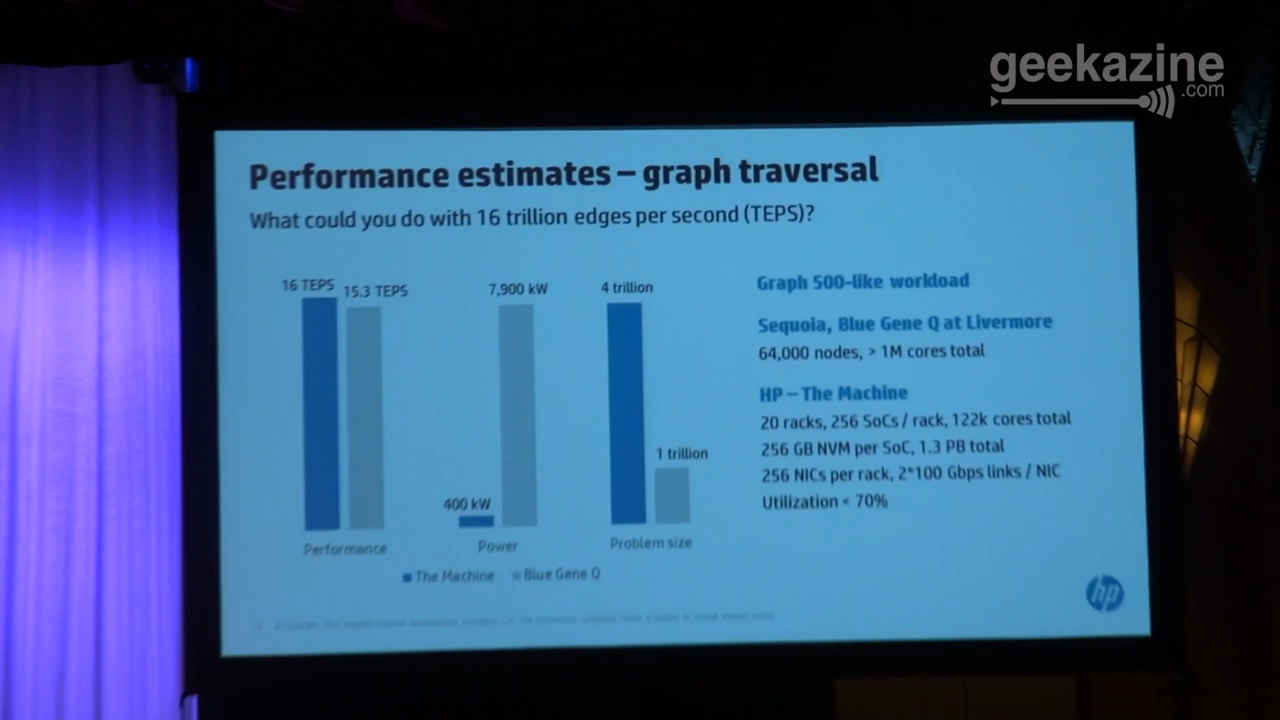 geekazine
.com
Performance estimates – graph traversal
What could you do with 16 trillion edges per second (TEPS)?
16 TEPS
15.3 TEPS
7,900 kW
4 trillion
400 kW
1 trillion
Performance
Power
Problem size
The Machine
Blue Gene Q
Graph 500-like workload
Sequoia, Blue Gene Q at Livermore
64,000 nodes, > 1M cores total
HP – The Machine
20 racks, 256 SoCs / rack, 122k cores total
256 GB NVM per SoC, 1.3 PB total
256 NICs per rack, 2*100 Gbps links / NIC
Utilization < 70%
hp